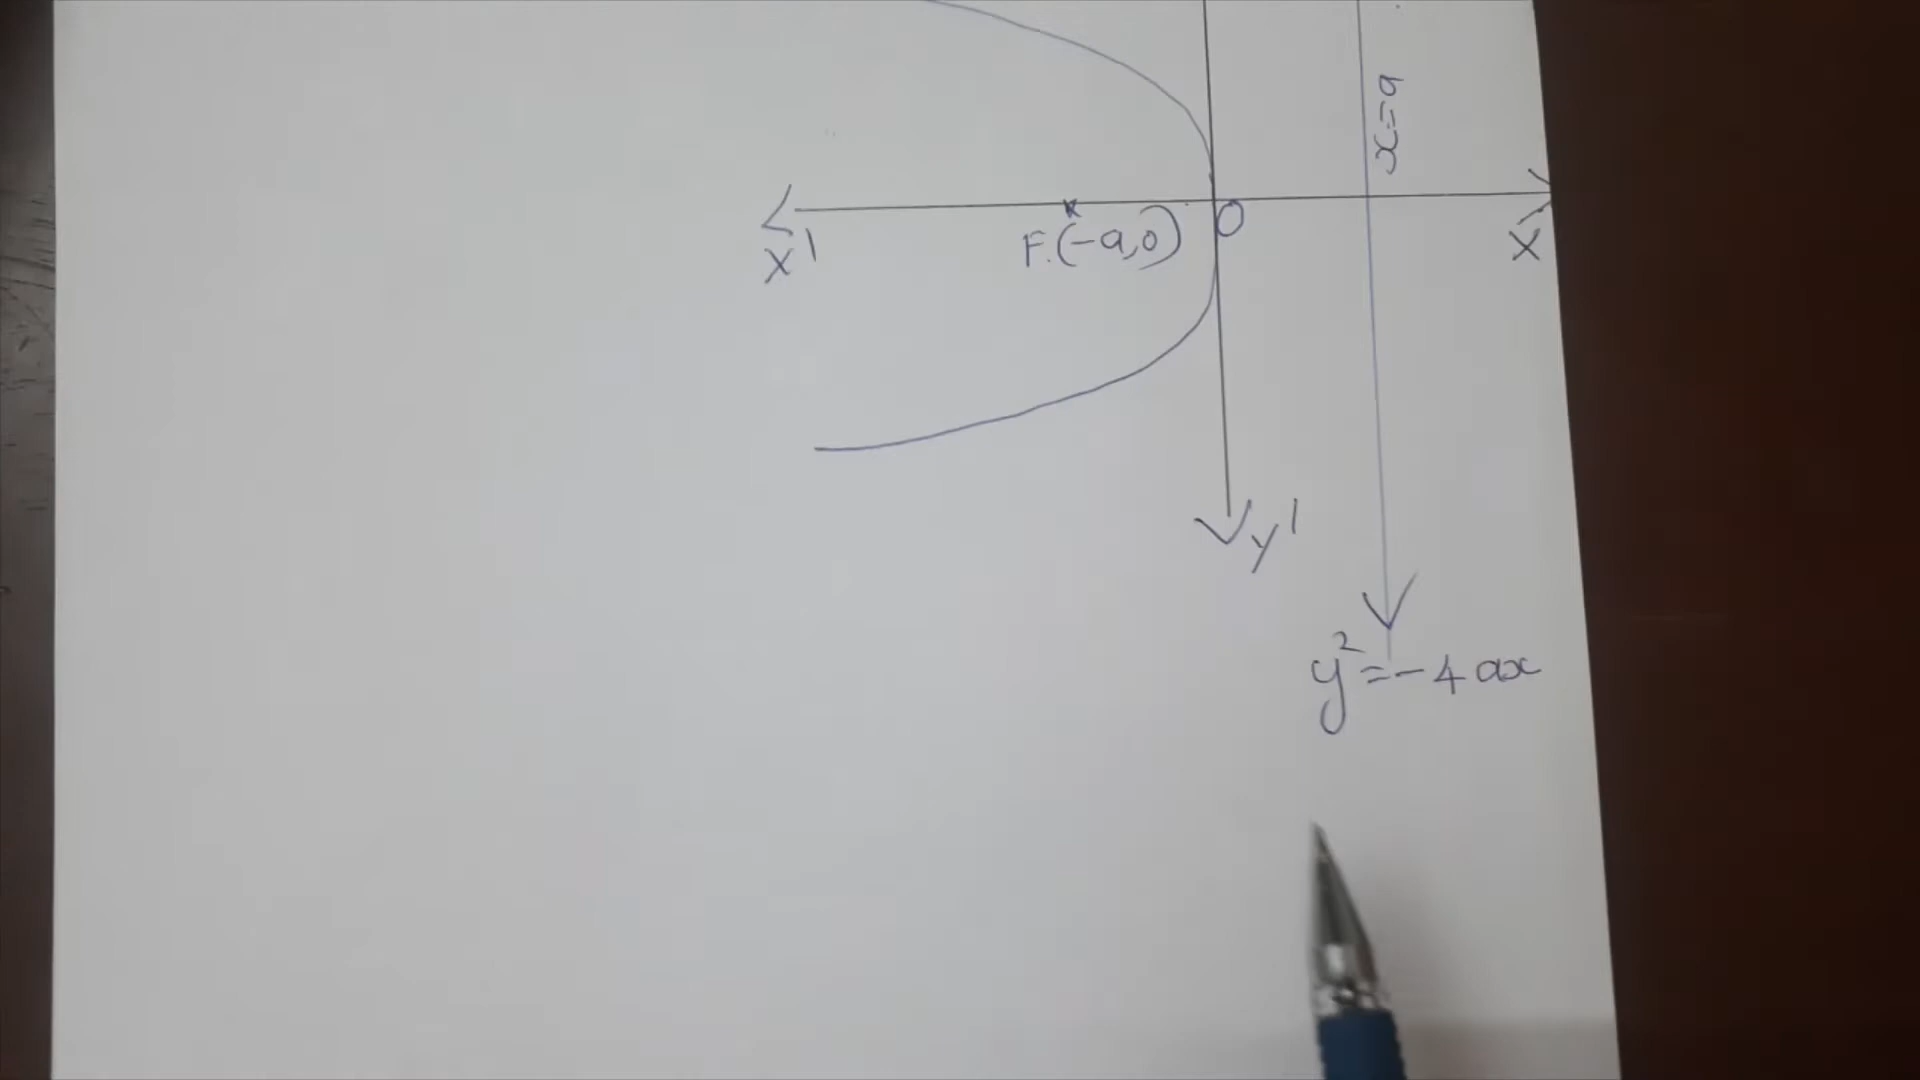 x=a
O
F.(-a,0)
X
X'
y'
y²=-4ax